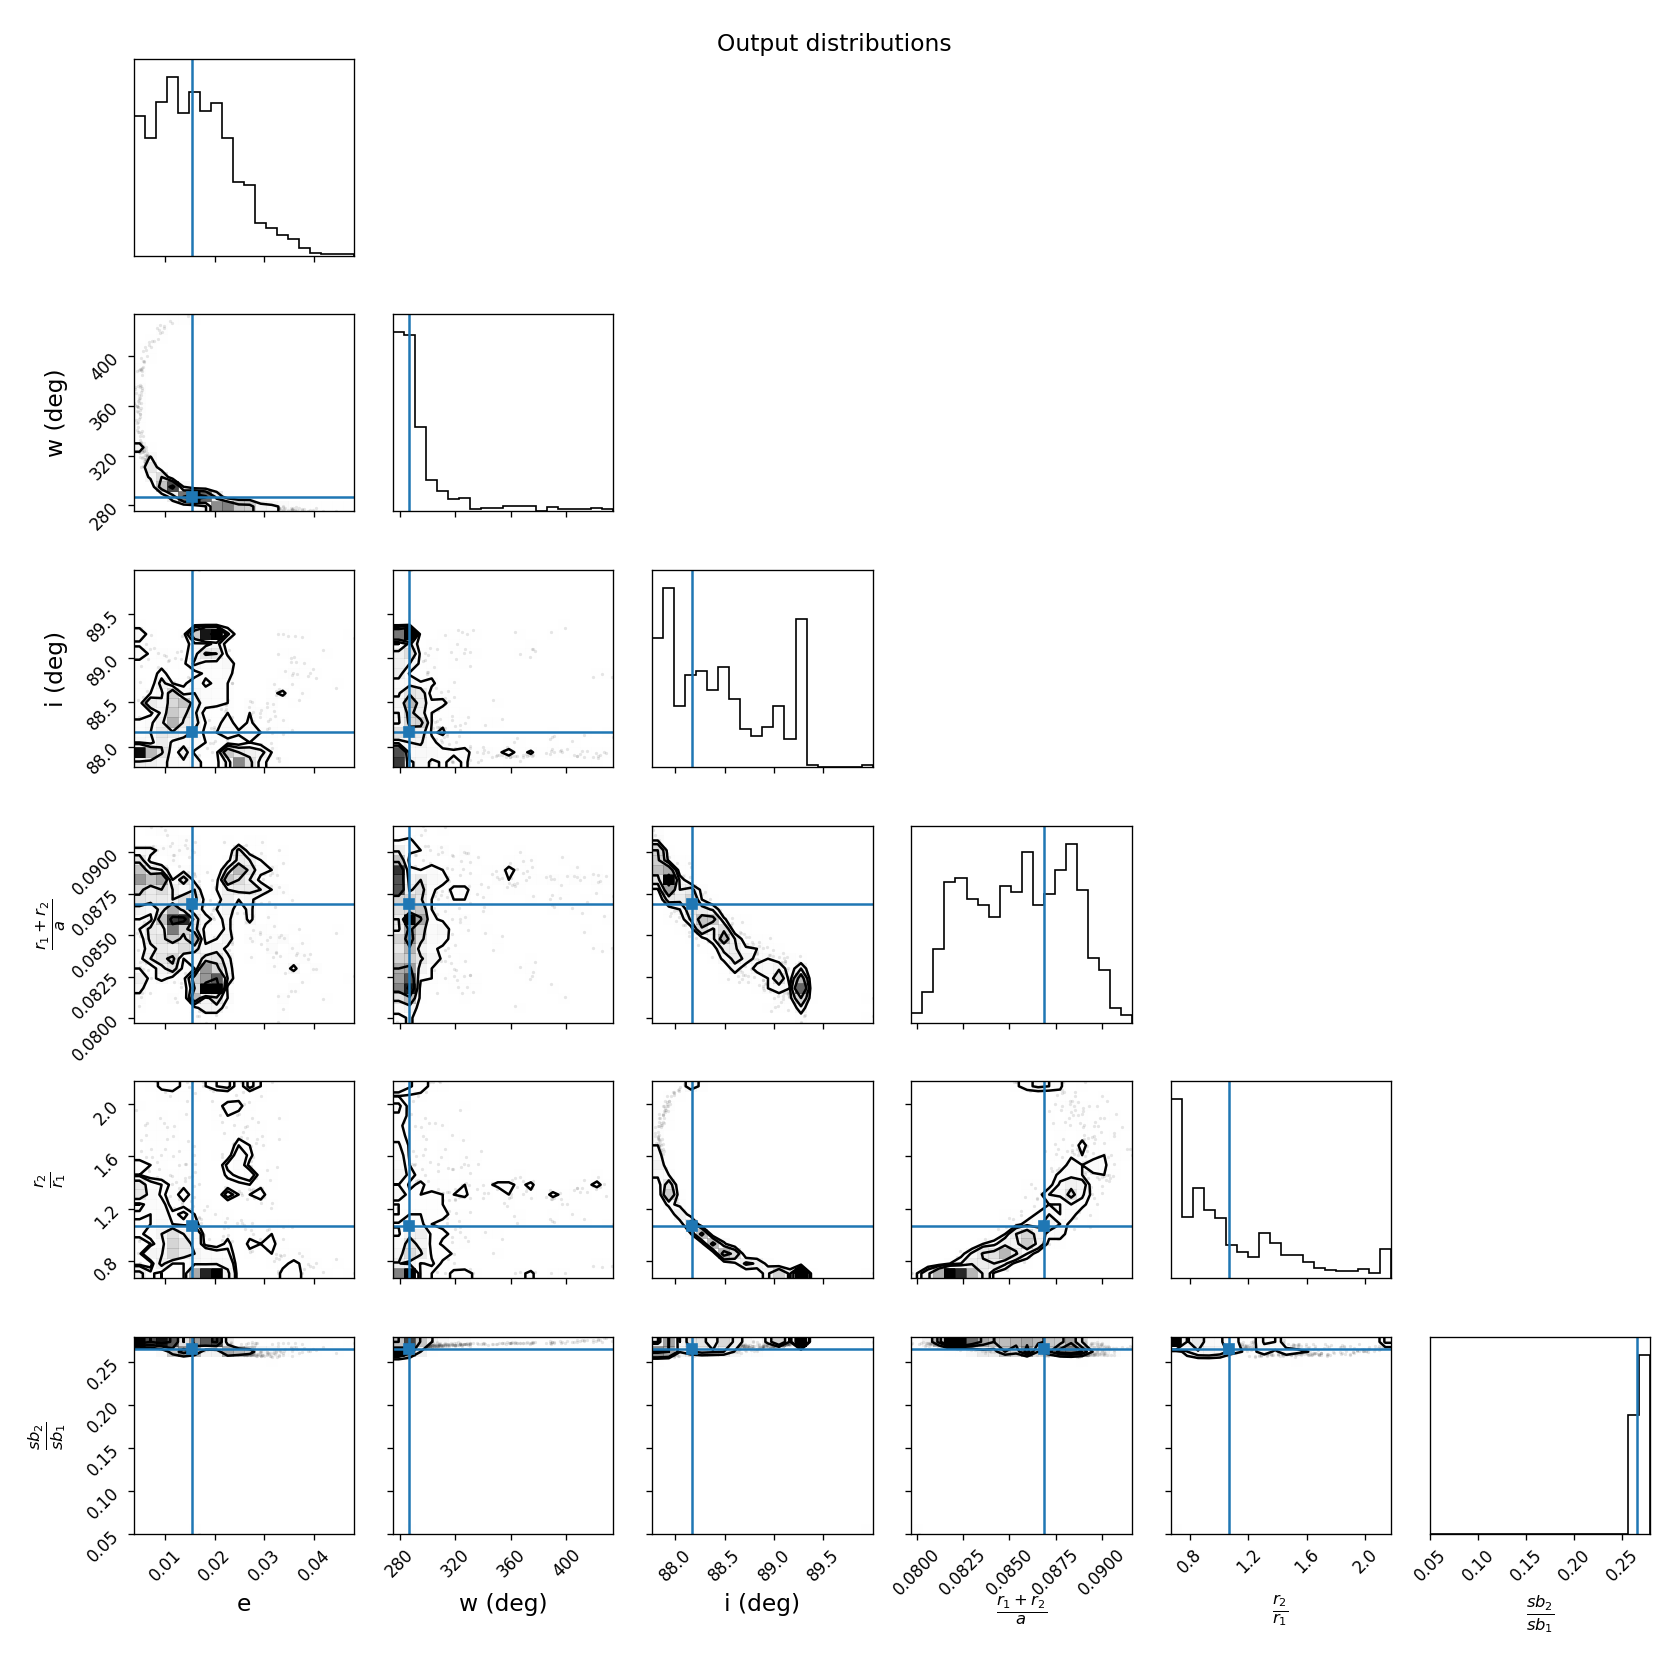 Output distributions
w (deg)
400
360
320
280
i (deg)
89.5
89.0
88.5
88.0
r₁ + r₂
a
0.0900
0.0875
0.0850
0.0825
0.0800
r₂
r₁
2.0
1.6
1.2
0.8
sb₂
sb₁
0.25
0.20
0.15
0.10
0.05
0.01 0.02 0.03 0.04
280 320 360 400
88.0 88.5 89.0 89.5
0.0800 0.0825 0.0850 0.0875 0.0900
0.8 1.2 1.6 2.0
0.05 0.10 0.15 0.20 0.25
e
w (deg)
i (deg)
r₁ + r₂
a
r₂
r₁
sb₂
sb₁